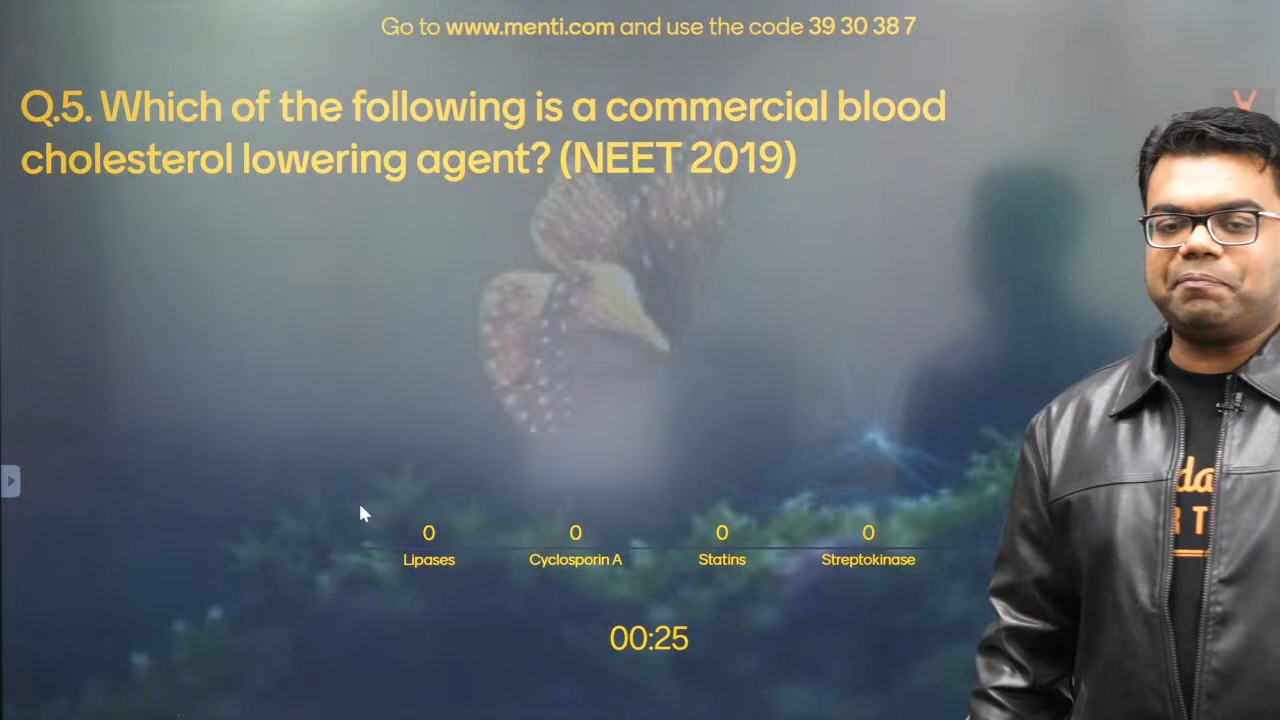 Go to www.menti.com and use the code 39 30 38 7
Q.5. Which of the following is a commercial blood
cholesterol lowering agent? (NEET 2019)
0 0 0 0
Lipases Cyclosporin A Statins Streptokinase
00:25